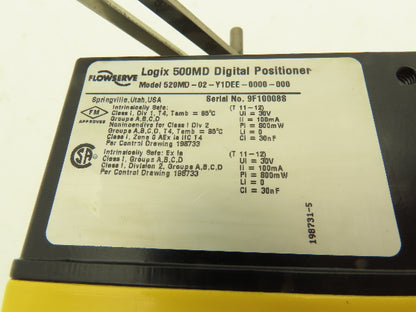 FLOWSERVE
Logix 500MD Digital Positioner
Model 520MD-02-Y1DEE-0000-000
Springville, Utah, USA
Serial No. 9F10008S
FM
APPROVED
Intrinsically Safe:
Class I, Div 1, T4, Tamb = 85°C
Groups A,B,C,D
Nonincendive for Class I Div 2
Groups A,B,C,D, T4, Tamb = 85°C
Class I, Zone 0 AEx ia IIC T4
Per Control Drawing 198733
(T 11-12)
Ui = 30V
Ii = 100mA
Pi = 800mW
Li = 0
Ci = 30nF
SA
Intrinsically Safe: Ex ia
Class I, Groups A,B,C,D
Class I, Division 2, Groups A,B,C,D
Per Control Drawing 198733
(T 11-12)
Ui = 30V
Ii = 100mA
Pi = 800mW
Li = 0
Ci = 30nF
198731-5